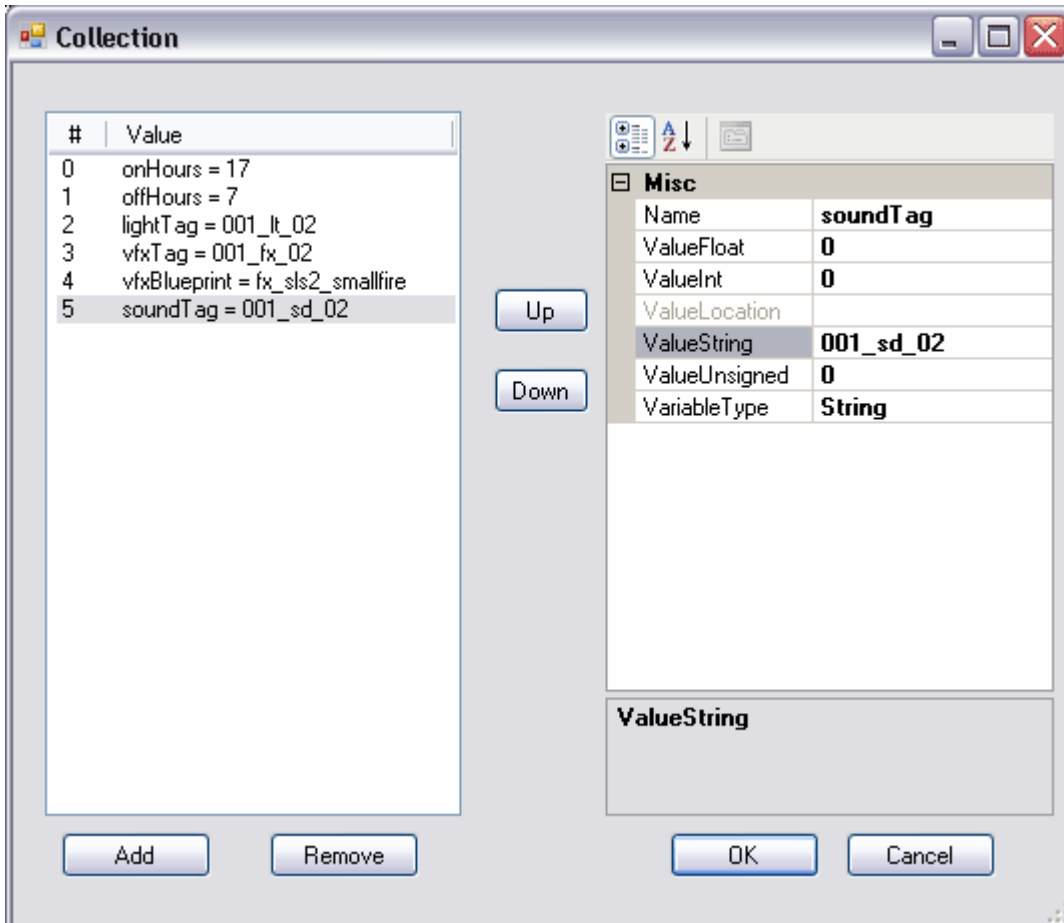 Collection
# Value
0 onHours = 17
1 offHours = 7
2 lightTag = 001_lt_02
3 vfxTag = 001_fx_02
4 vfxBlueprint = fx_sls2_smallfire
5 soundTag = 001_sd_02
Up
Down
Add
Remove
A
Z
Misc
Name soundTag
ValueFloat 0
ValueInt 0
ValueLocation
ValueString 001_sd_02
ValueUnsigned 0
VariableType String
ValueString
OK
Cancel